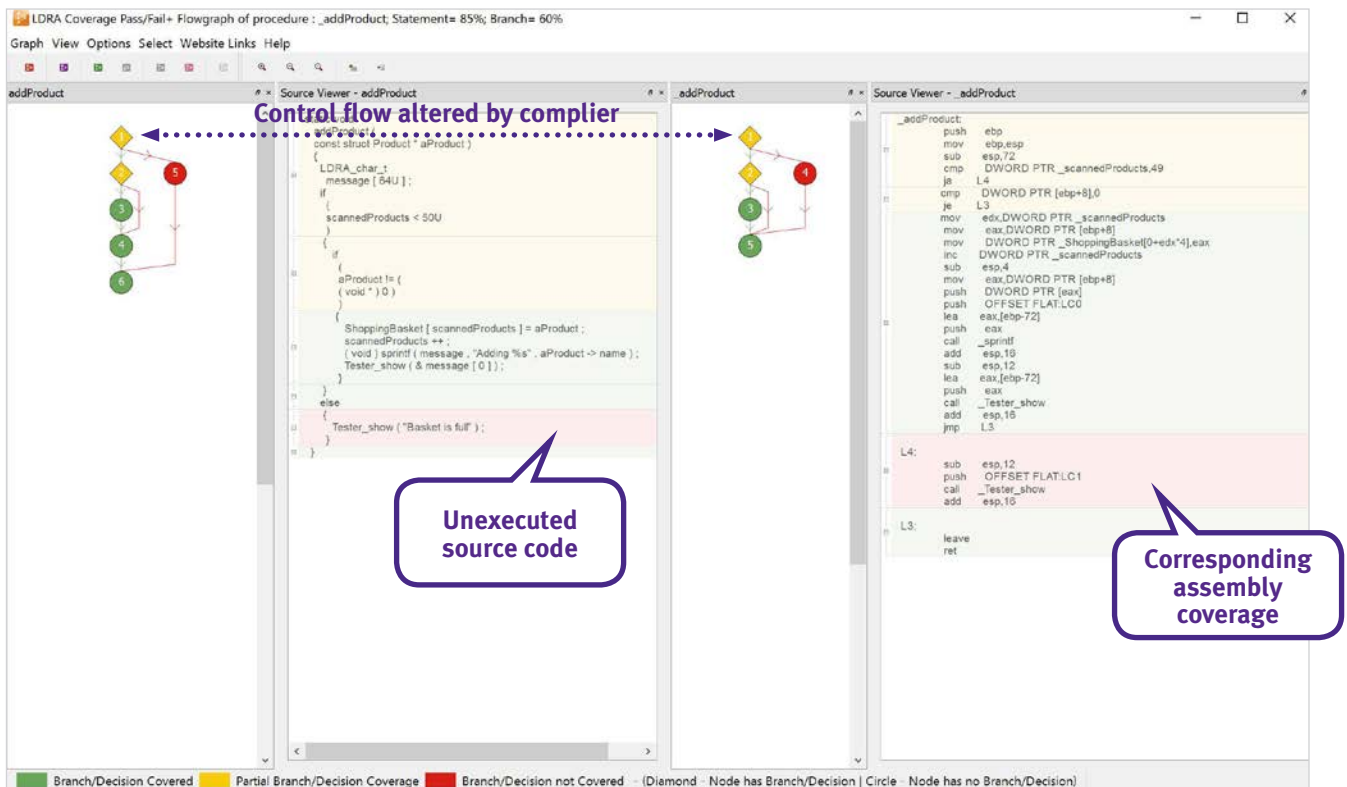 LDRA Coverage Pass/Fail+ Flowgraph of procedure : _addProduct; Statement= 85%; Branch= 60%
Graph View Options Select Website Links Help
addProduct
Source Viewer - addProduct
_addProduct
Source Viewer - _addProduct
Control flow altered by complier
1
2
5
3
4
6
addProduct (
const struct Product * aProduct )
{
LDRA_char_t
message [ 64U ] ;
if
(
scannedProducts < 50U
)
{
if
(
aProduct != (
( void * ) 0 )
)
{
ShoppingBasket [ scannedProducts ] = aProduct ;
scannedProducts ++ ;
( void ) sprintf ( message , "Adding %s" , aProduct -> name ) ;
Tester_show ( & message [ 0 ] ) ;
}
}
else
{
Tester_show ( "Basket is full" ) ;
}
}
Unexecuted
source code
1
2
4
3
5
_addProduct:
push ebp
mov ebp,esp
sub esp,72
cmp DWORD PTR _scannedProducts,49
ja L4
cmp DWORD PTR [ebp+8],0
je L3
mov edx,DWORD PTR _scannedProducts
mov eax,DWORD PTR [ebp+8]
mov DWORD PTR _ShoppingBasket[0+edx*4],eax
inc DWORD PTR _scannedProducts
sub esp,4
mov eax,DWORD PTR [ebp+8]
push DWORD PTR [eax]
push OFFSET FLAT:LC0
lea eax,[ebp-72]
push eax
call _sprintf
add esp,16
sub esp,12
lea eax,[ebp-72]
push eax
call _Tester_show
add esp,16
jmp L3
L4:
sub esp,12
push OFFSET FLAT:LC1
call _Tester_show
add esp,16
L3:
leave
ret
Corresponding
assembly
coverage
Branch/Decision Covered Partial Branch/Decision Coverage Branch/Decision not Covered - (Diamond - Node has Branch/Decision | Circle - Node has no Branch/Decision)